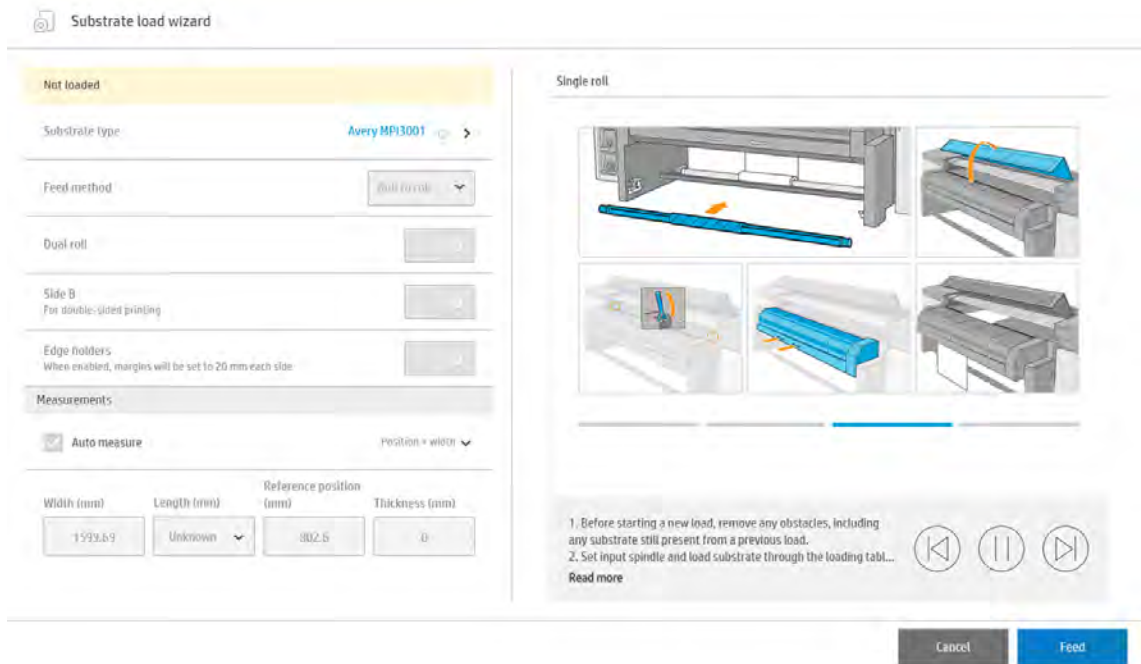 Substrate load wizard
Not loaded
Substrate type
Avery MPI3001
Feed method
Roll to roll
Dual roll
Side B
For double-sided printing
Edge holders
When enabled, margins will be set to 20 mm each side
Measurements
Auto measure
Position + width
Width (mm)
Length (mm)
Reference position
(mm)
Thickness (mm)
1599.69
Unknown
802.6
0
Single roll
1. Before starting a new load, remove any obstacles, including
any substrate still present from a previous load.
2. Set input spindle and load substrate through the loading tabl...
Read more
Cancel
Feed